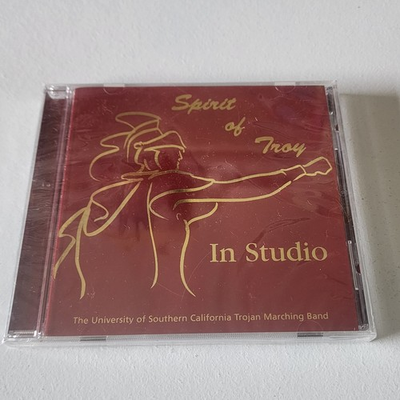 Spirit
of
Troy
In Studio
The University of Southern California Trojan Marching Band